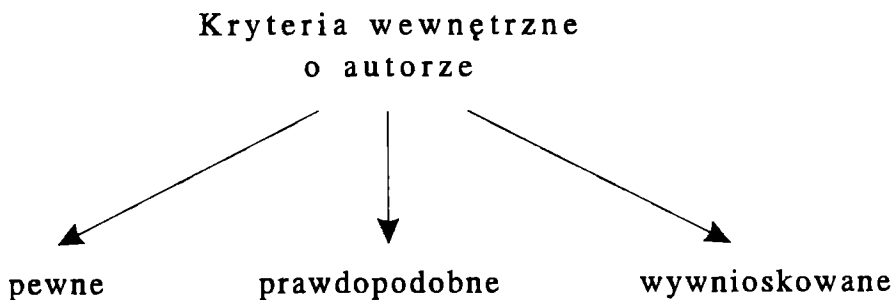 Kryteria wewnętrzne
o autorze
pewne prawdopodobne wywnioskowane